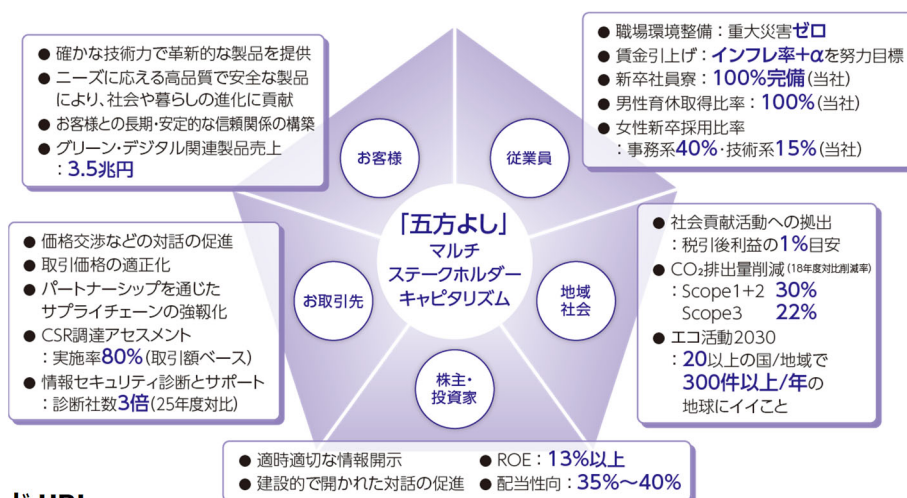 ● 確かな技術力で革新的な製品を提供
● ニーズに応える高品質で安全な製品
により、社会や暮らしの進化に貢献
● お客様との長期・安定的な信頼関係の構築
● グリーン・デジタル関連製品売上
：3.5兆円
● 職場環境整備：重大災害ゼロ
● 賃金引上げ：インフレ率+αを努力目標
● 新卒社員寮：100%完備(当社)
● 男性育休取得比率：100%(当社)
● 女性新卒採用比率
：事務系40%・技術系15%(当社)
お客様
従業員
「五方よし」
マルチ
ステークホルダー
キャピタリズム
お取引先
地域
社会
株主・
投資家
● 価格交渉などの対話の促進
● 取引価格の適正化
● パートナーシップを通じた
サプライチェーンの強靱化
● CSR調達アセスメント
：実施率80%(取引額ベース)
● 情報セキュリティ診断とサポート
：診断社数3倍(25年度対比)
● 社会貢献活動への拠出
：税引後利益の1%目安
● CO₂排出量削減(18年度対比削減率)
：Scope1+2 30%
Scope3 22%
● エコ活動2030
：20以上の国/地域で
300件以上/年の
地球にイイこと
● 適時適切な情報開示
● 建設的で開かれた対話の促進
● ROE：13%以上
● 配当性向：35%～40%